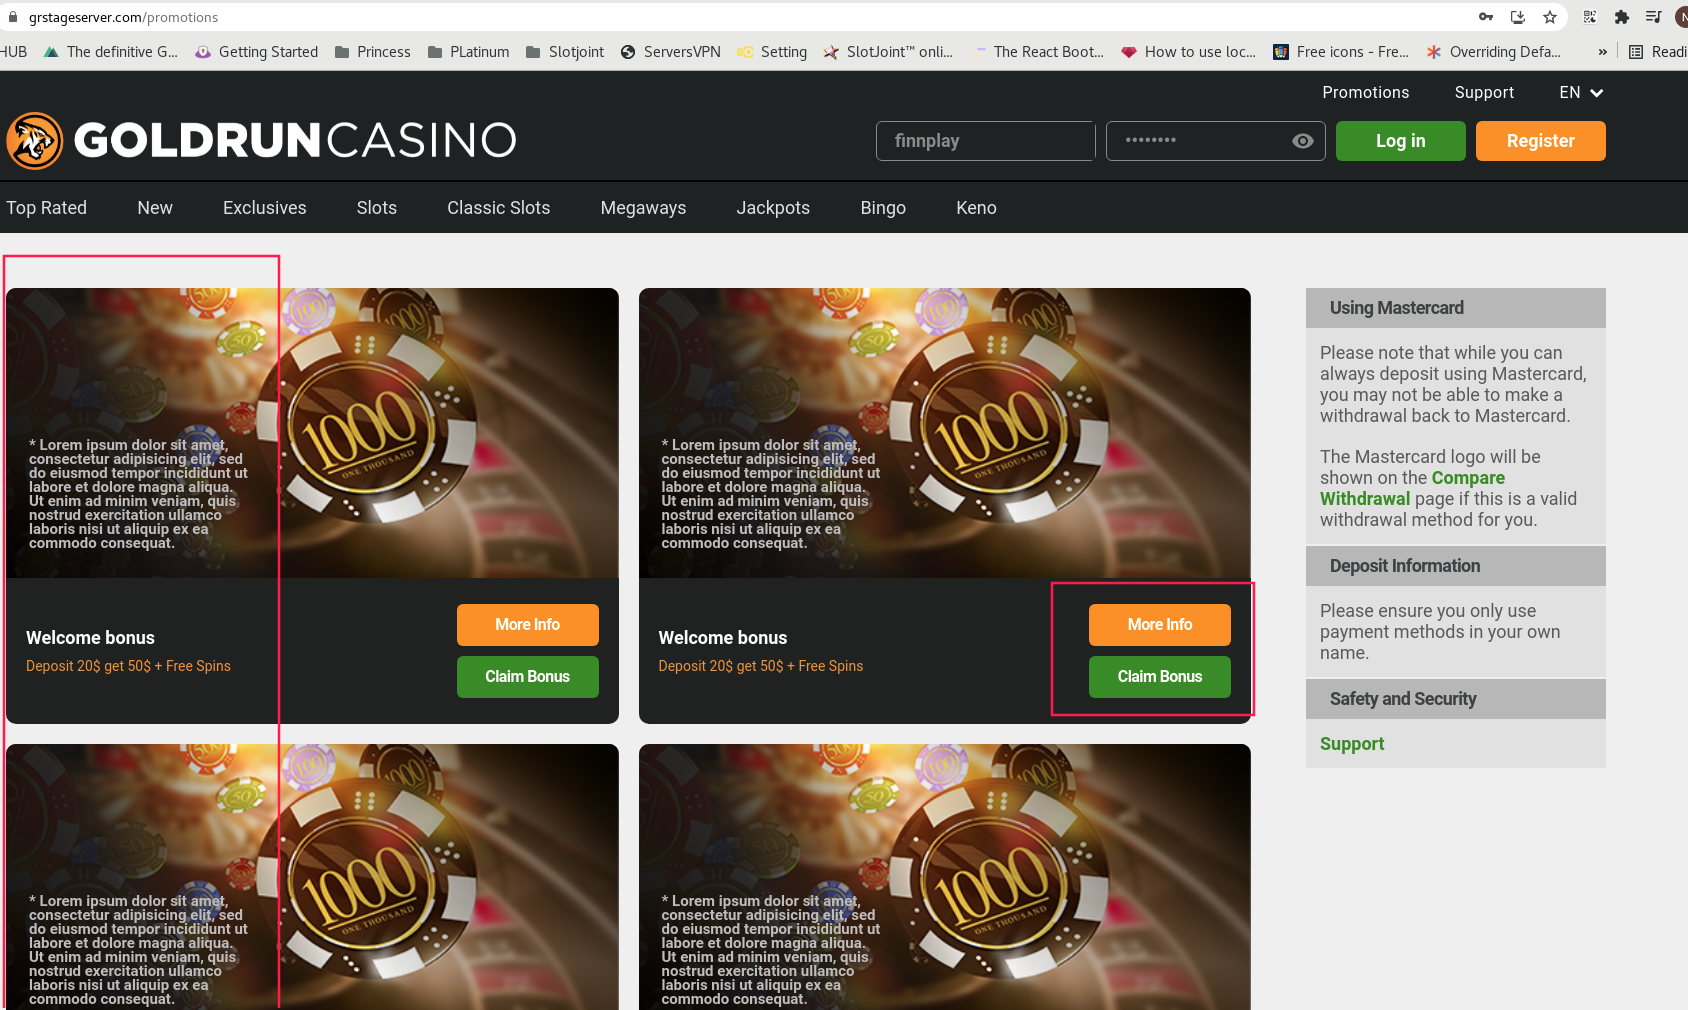 grstageserver.com/promotions
HUB The definitive G... Getting Started Princess PLatinum Slotjoint ServersVPN Setting SlotJoint™ onli... The React Boot... How to use loc... Free icons - Fre... Overriding Defa... » Readi
Promotions Support EN
GOLDRUNCASINO
finnplay •••••••• Log in Register
Top Rated New Exclusives Slots Classic Slots Megaways Jackpots Bingo Keno
* Lorem ipsum dolor sit amet,
consectetur adipisicing elit, sed
do eiusmod tempor incididunt ut
labore et dolore magna aliqua.
Ut enim ad minim veniam, quis
nostrud exercitation ullamco
laboris nisi ut aliquip ex ea
commodo consequat.
1000
ONE THOUSAND
50
100
1000
Welcome bonus
Deposit 20$ get 50$ + Free Spins
More Info
Claim Bonus
* Lorem ipsum dolor sit amet,
consectetur adipisicing elit, sed
do eiusmod tempor incididunt ut
labore et dolore magna aliqua.
Ut enim ad minim veniam, quis
nostrud exercitation ullamco
laboris nisi ut aliquip ex ea
commodo consequat.
1000
ONE THOUSAND
50
100
1000
Welcome bonus
Deposit 20$ get 50$ + Free Spins
More Info
Claim Bonus
* Lorem ipsum dolor sit amet,
consectetur adipisicing elit, sed
do eiusmod tempor incididunt ut
labore et dolore magna aliqua.
Ut enim ad minim veniam, quis
nostrud exercitation ullamco
laboris nisi ut aliquip ex ea
commodo consequat.
1000
ONE THOUSAND
50
100
1000
* Lorem ipsum dolor sit amet,
consectetur adipisicing elit, sed
do eiusmod tempor incididunt ut
labore et dolore magna aliqua.
Ut enim ad minim veniam, quis
nostrud exercitation ullamco
laboris nisi ut aliquip ex ea
commodo consequat.
1000
ONE THOUSAND
50
100
1000
Using Mastercard
Please note that while you can
always deposit using Mastercard,
you may not be able to make a
withdrawal back to Mastercard.
The Mastercard logo will be
shown on the Compare
Withdrawal page if this is a valid
withdrawal method for you.
Deposit Information
Please ensure you only use
payment methods in your own
name.
Safety and Security
Support